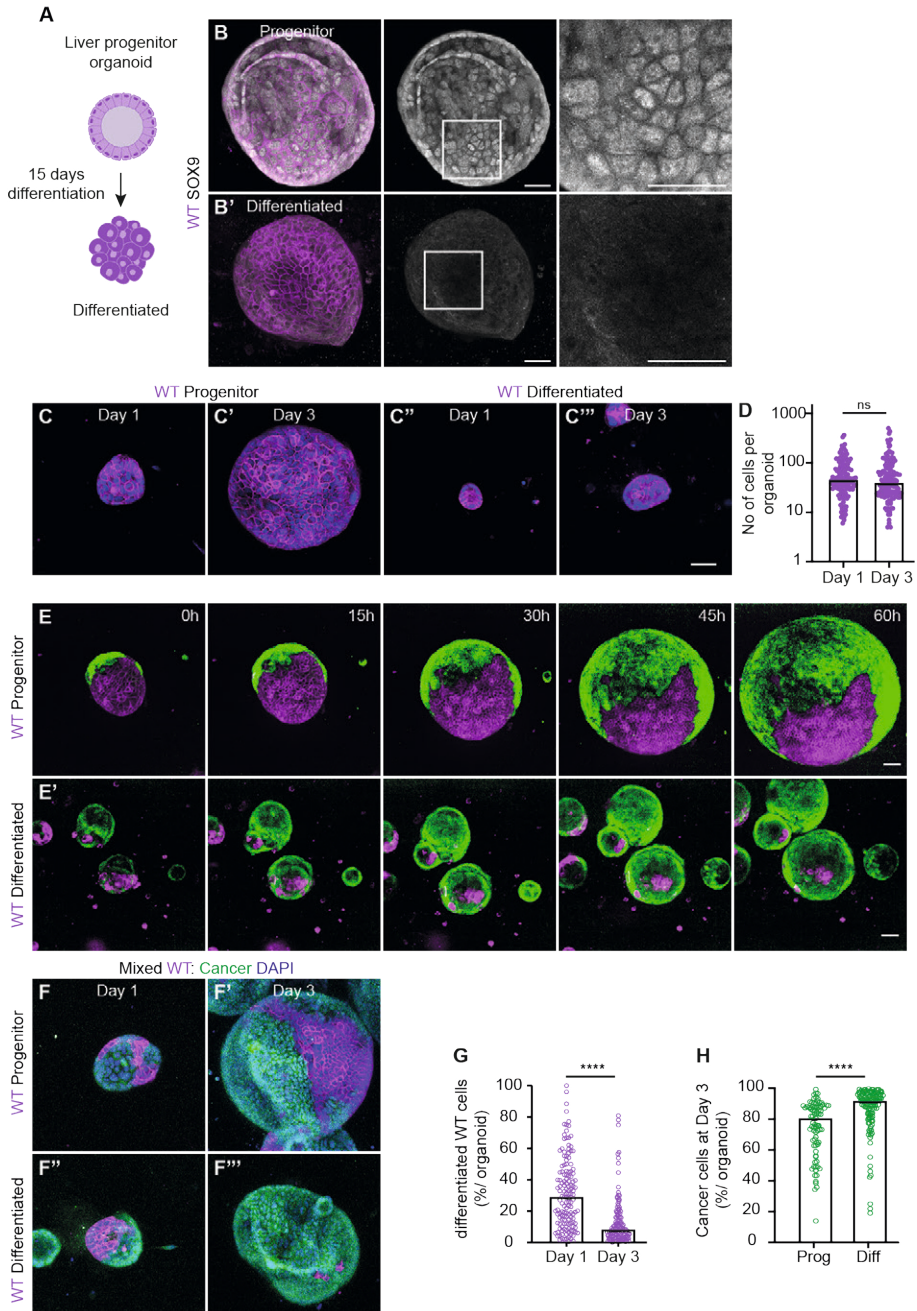 A
Liver progenitor
organoid
15 days
differentiation
Differentiated
WT SOX9
B
Progenitor
B’
Differentiated
WT Progenitor
WT Differentiated
C
Day 1
C’
Day 3
C’’
Day 1
C’’’
Day 3
D
ns
No of cells per
organoid
1000
100
10
1
Day 1
Day 3
WT Progenitor
E
0h
15h
30h
45h
60h
WT Differentiated
E’
Mixed WT: Cancer DAPI
WT Progenitor
F
Day 1
F’
Day 3
WT Differentiated
F’’
F’’’
G
****
differentiated WT cells
(%/ organoid)
100
80
60
40
20
0
Day 1
Day 3
H
****
Cancer cells at Day 3
(%/ organoid)
100
80
60
40
20
0
Prog
Diff